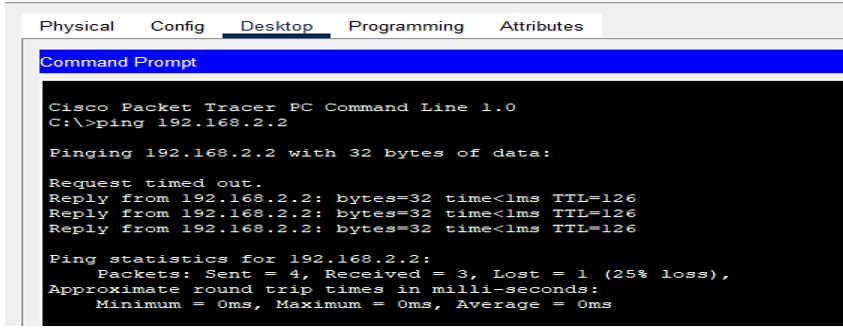 Physical Config Desktop Programming Attributes
Command Prompt
Cisco Packet Tracer PC Command Line 1.0
C:\>ping 192.168.2.2
Pinging 192.168.2.2 with 32 bytes of data:
Request timed out.
Reply from 192.168.2.2: bytes=32 time<1ms TTL=126
Reply from 192.168.2.2: bytes=32 time<1ms TTL=126
Reply from 192.168.2.2: bytes=32 time<1ms TTL=126
Ping statistics for 192.168.2.2:
Packets: Sent = 4, Received = 3, Lost = 1 (25% loss),
Approximate round trip times in milli-seconds:
Minimum = 0ms, Maximum = 0ms, Average = 0ms